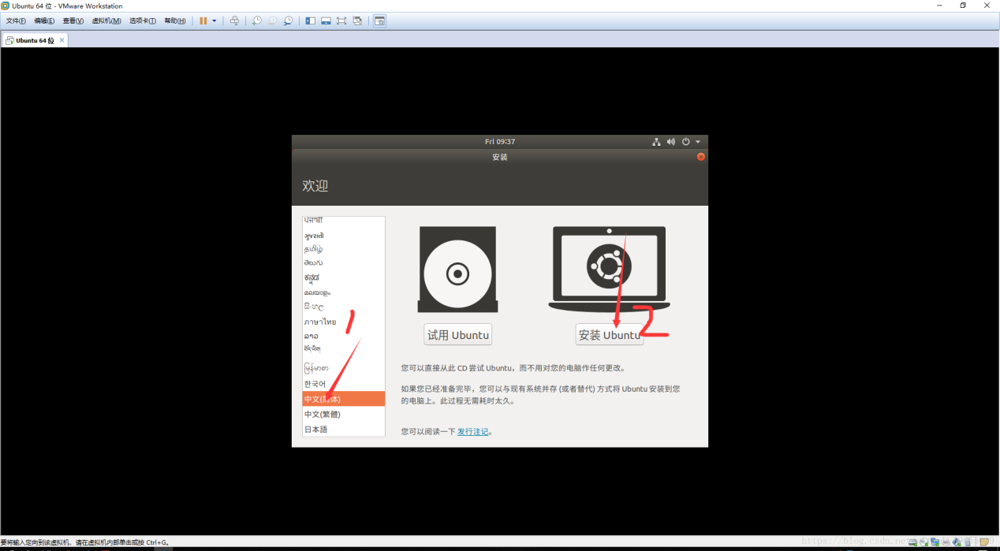 Ubuntu 64 位 - VMware Workstation
文件(F) 编辑(E) 查看(V) 虚拟机(M) 选项卡(T) 帮助(H)
Ubuntu 64 位
Fri 09:37
安装
欢迎
ਪੰਜਾਬੀ
ગુજરાતી
தமிழ்
తెలుగు
ಕನ್ನಡ
മലയാളം
සිංහල
ภาษาไทย
ລາວ
རྫོང་ཁ
မြန်မာစာ
한국어
中文(简体)
中文(繁體)
日本語
1
试用 Ubuntu
安装 Ubuntu
2
您可以直接从此 CD 尝试 Ubuntu，而不用对您的电脑作任何更改。
如果您已经准备完毕，您可以与现有系统并存 (或者替代) 方式将 Ubuntu 安装到您
的电脑上。此过程无需耗时太久。
您可以阅读一下 发行注记。
要将输入定向到该虚拟机，请在虚拟机内部单击或按 Ctrl+G。